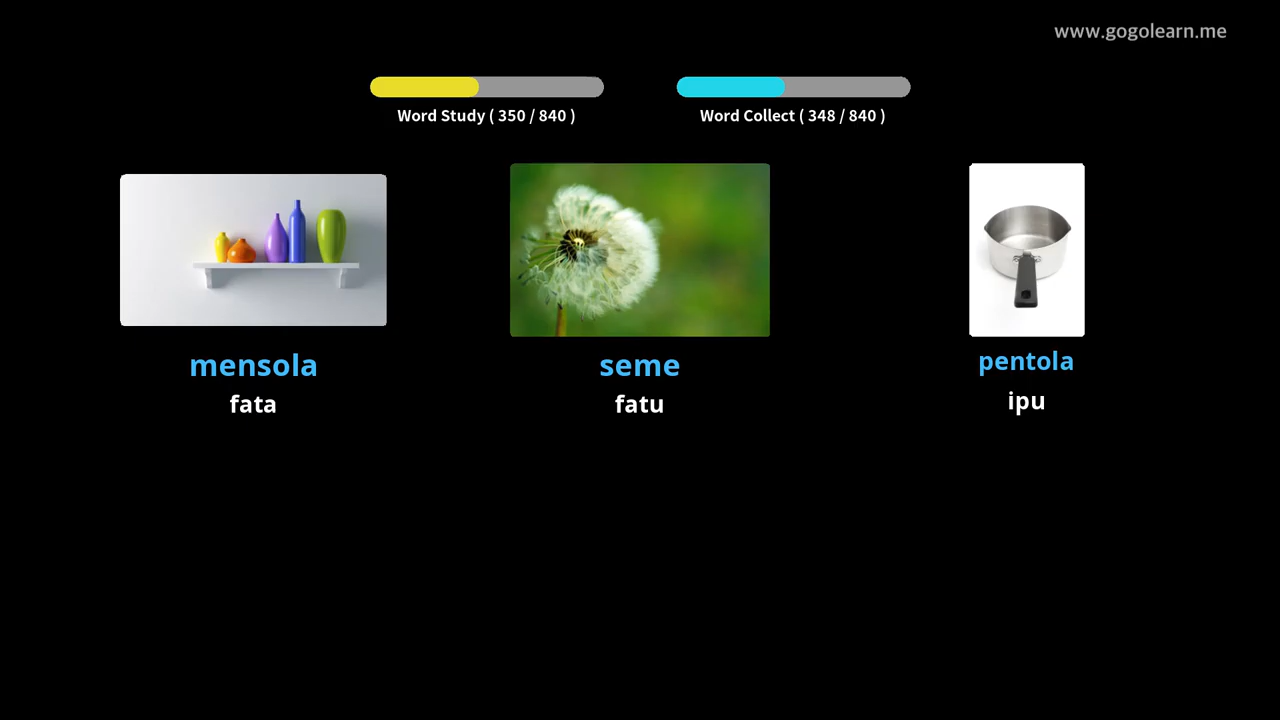 www.gogolearn.me
Word Study ( 350 / 840 )
Word Collect ( 348 / 840 )
mensola
fata
seme
fatu
pentola
ipu